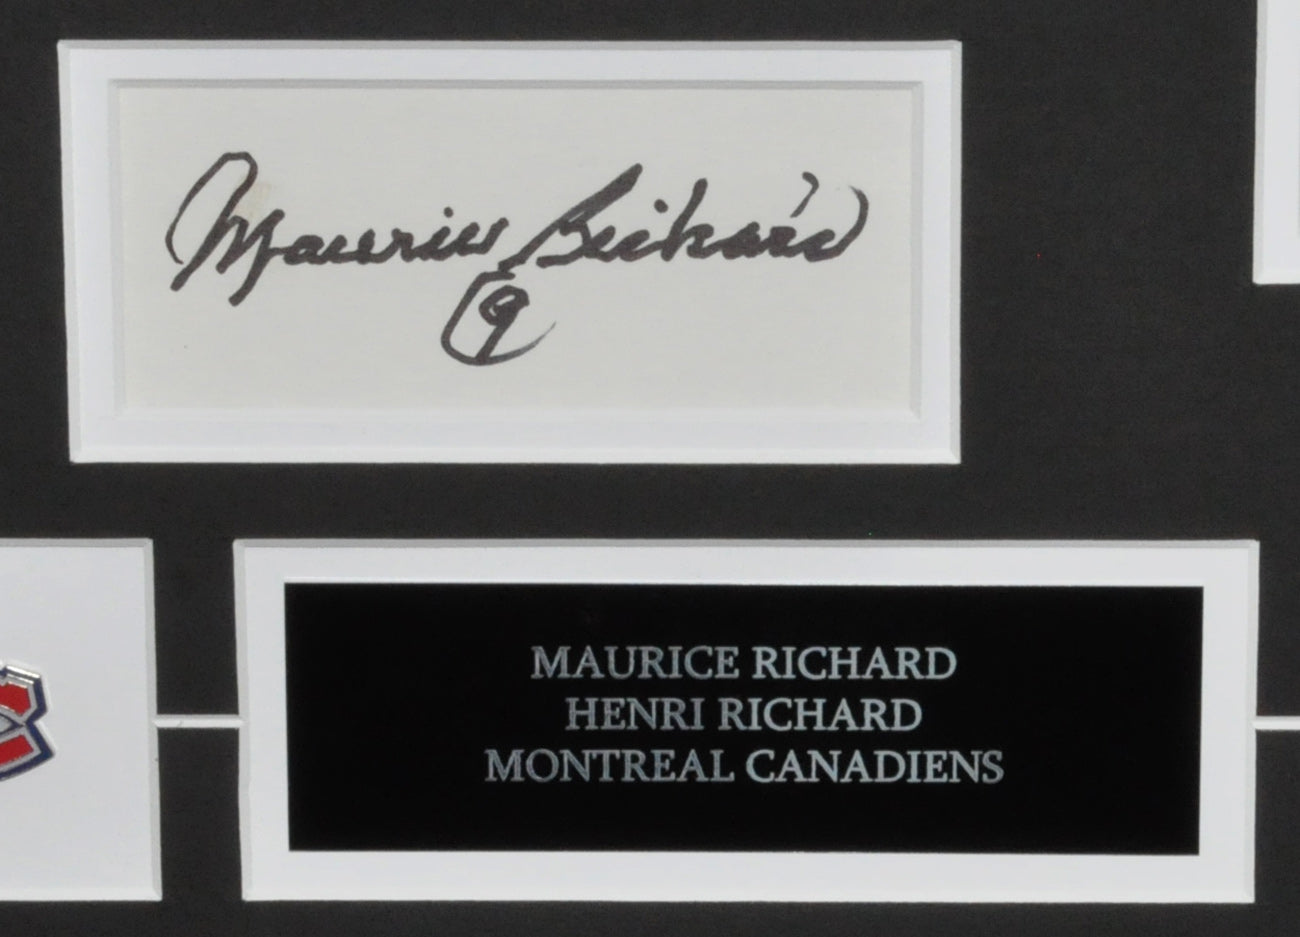 Maurice Richard
9
MAURICE RICHARD
HENRI RICHARD
MONTREAL CANADIENS